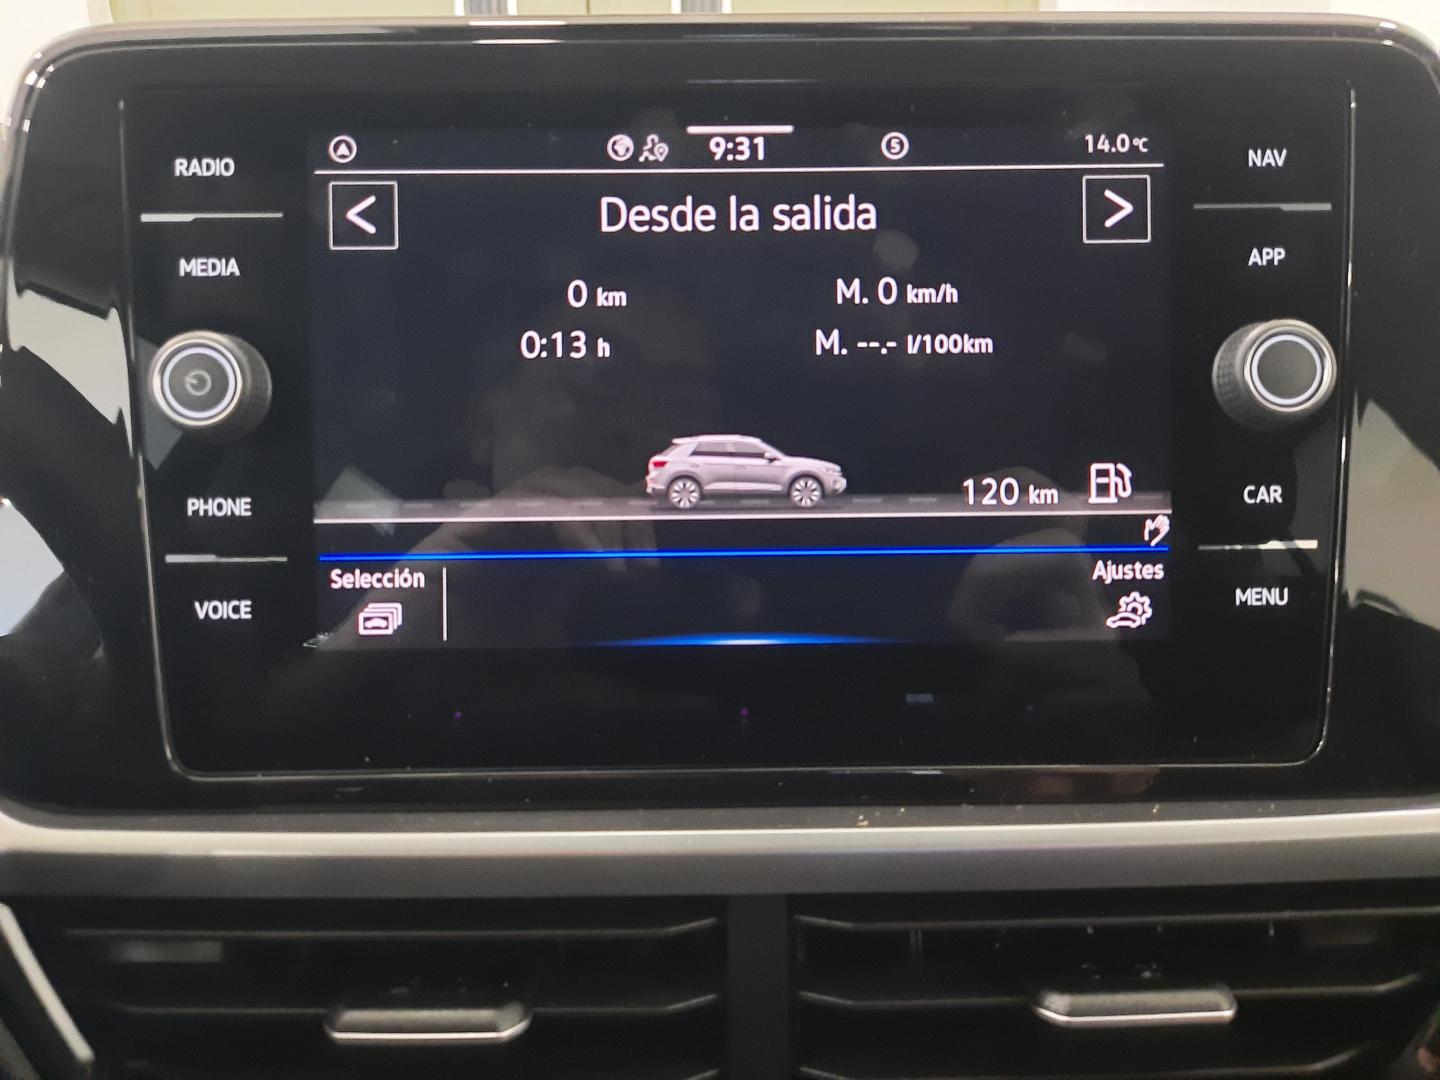 RADIO
MEDIA
PHONE
VOICE
9:31
5
14.0°C
<
Desde la salida
>
0 km
M. 0 km/h
0:13 h
M. --.- l/100km
120 km
Selección
Ajustes
NAV
APP
CAR
MENU